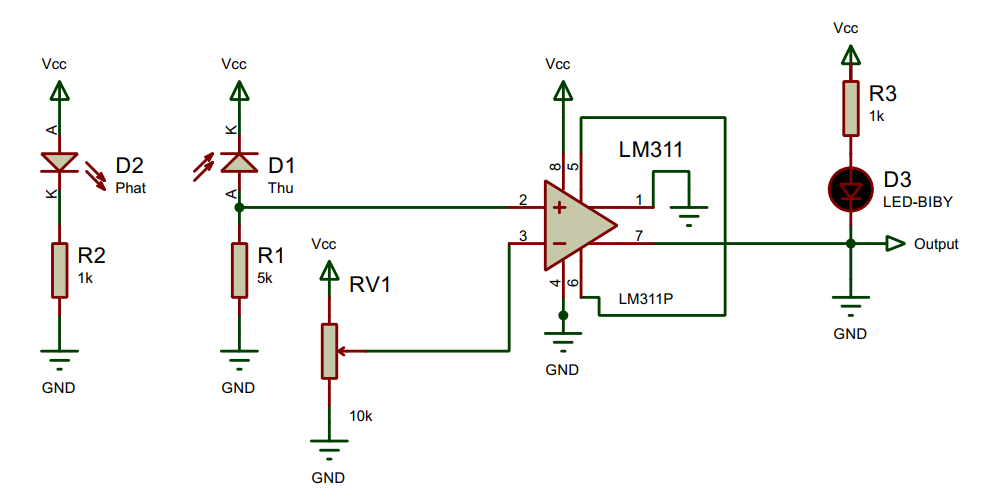 Vcc
A
K
D2
Phat
R2
1k
GND
Vcc
K
A
D1
Thu
R1
5k
GND
Vcc
RV1
10k
GND
Vcc
8
5
LM311
2
1
3
7
4
6
LM311P
GND
Vcc
R3
1k
D3
LED-BIBY
Output
GND